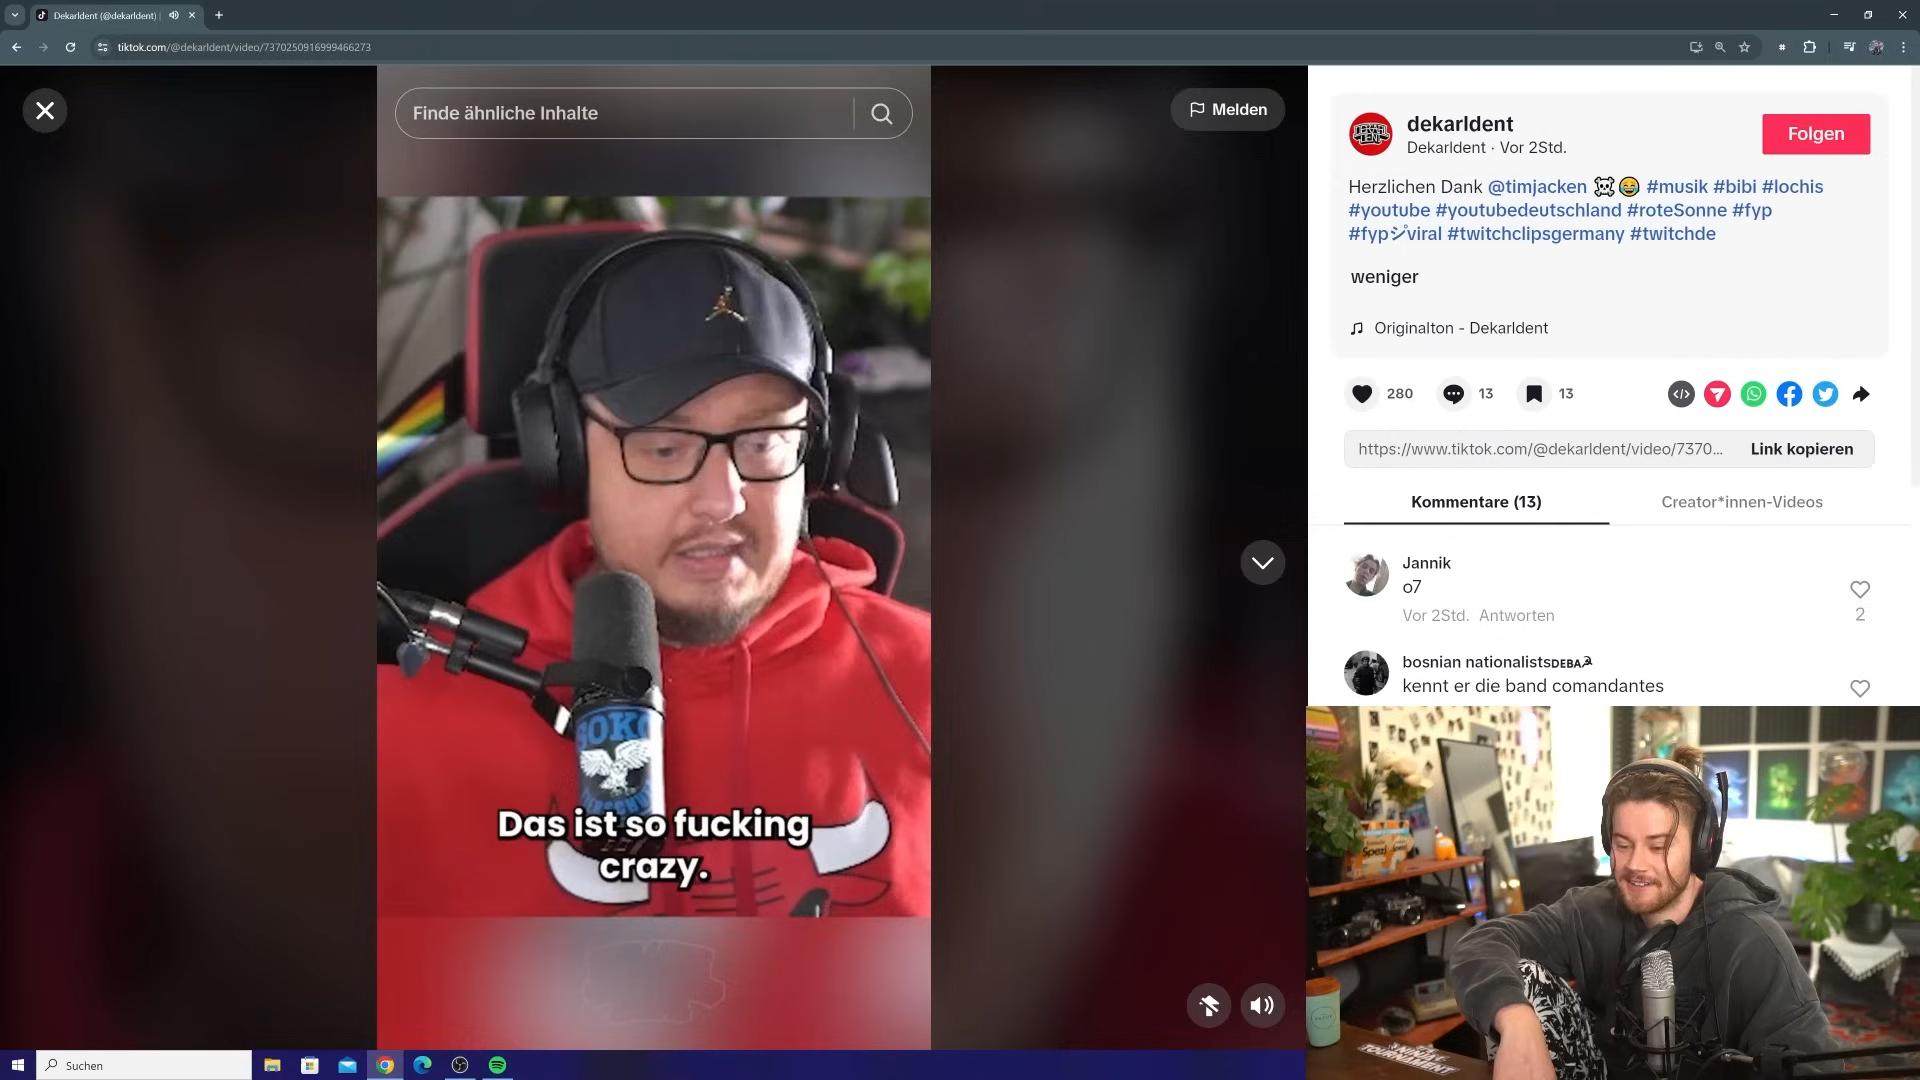 Dekarldent (@dekarldent) |
tiktok.com/@dekarldent/video/7370250916999466273
Finde ähnliche Inhalte
Melden
dekarldent
Dekarldent · Vor 2Std.
Folgen
Herzlichen Dank @timjacken ☠️😂 #musik #bibi #lochis
#youtube #youtubedeutschland #roteSonne #fyp
#fypシviral #twitchclipsgermany #twitchde
weniger
Originalton - Dekarldent
280
13
13
https://www.tiktok.com/@dekarldent/video/7370...
Link kopieren
Kommentare (13)
Creator*innen-Videos
Jannik
o7
Vor 2Std. Antworten
2
bosnian nationalistsᴅᴇʙᴀ☭
kennt er die band comandantes
Das ist so fucking
crazy.
Spezi
Suchen